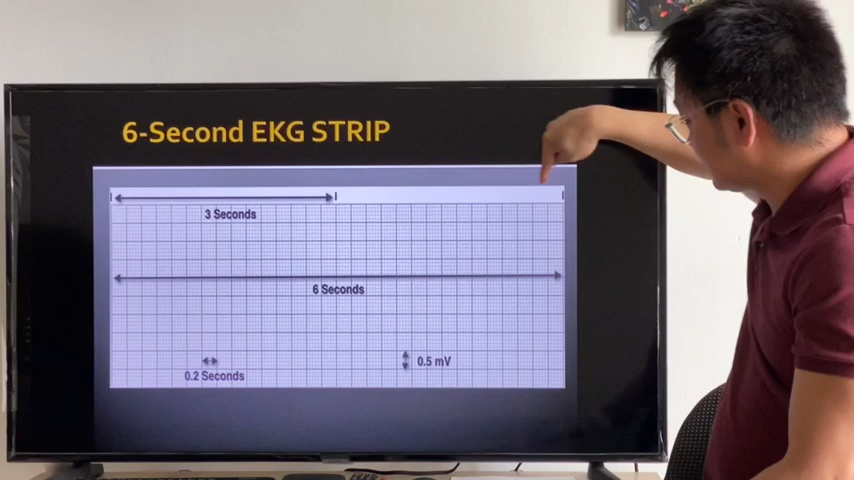 6-Second EKG STRIP
3 Seconds
6 Seconds
0.5 mV
0.2 Seconds